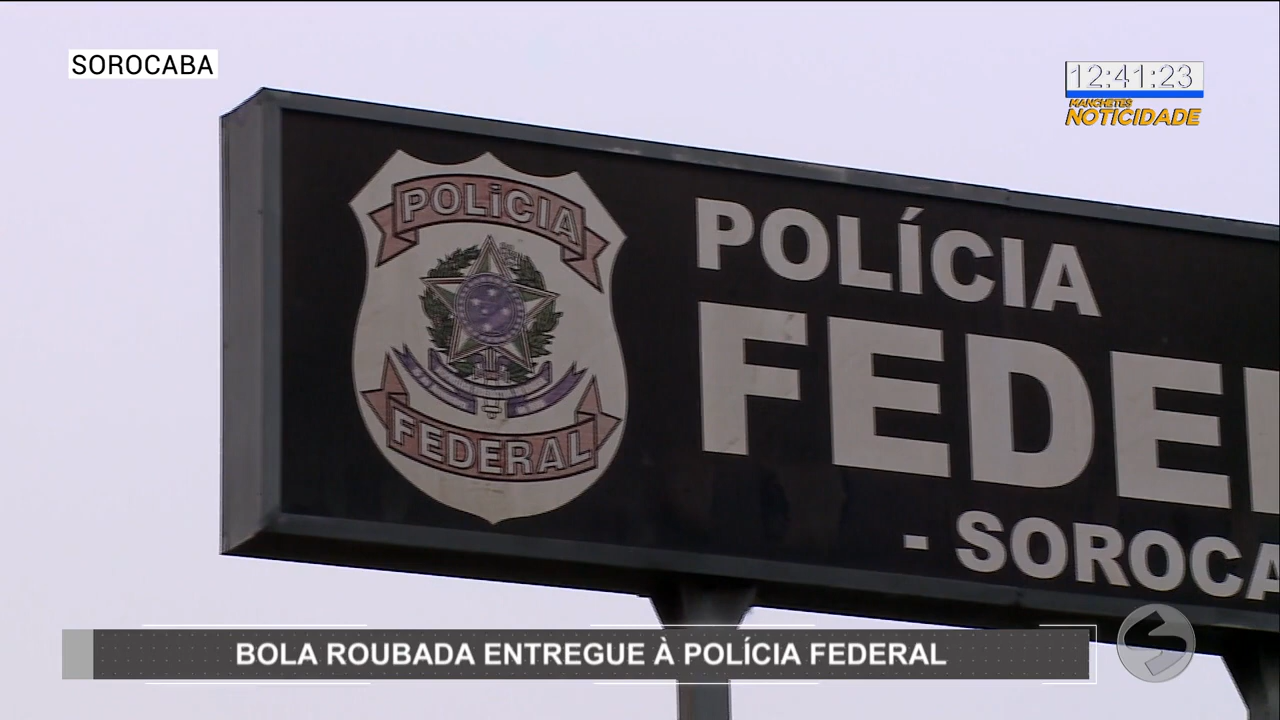 SOROCABA
12:41:23
MANCHETES
NOTICIDADE
POLÍCIA
FEDERAL
POLÍCIA
FEDE
- SOROCA
BOLA ROUBADA ENTREGUE À POLÍCIA FEDERAL